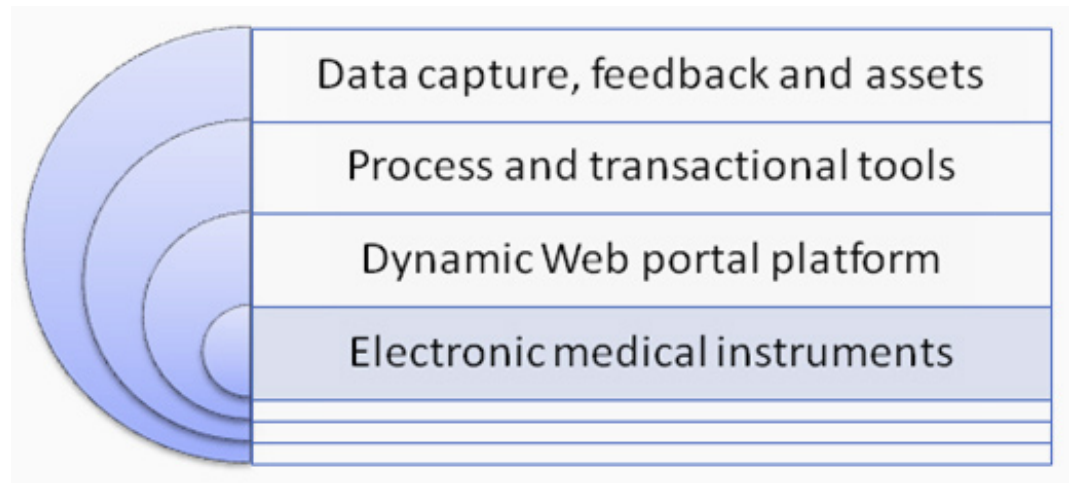 Data capture, feedback and assets
Process and transactional tools
Dynamic Web portal platform
Electronic medical instruments